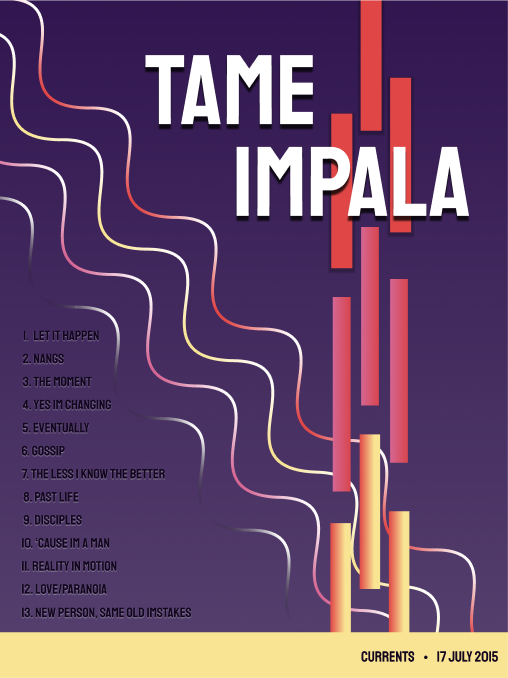 TAME
IMPALA
1. LET IT HAPPEN
2. NANGS
3. THE MOMENT
4. YES IM CHANGING
5. EVENTUALLY
6. GOSSIP
7. THE LESS I KNOW THE BETTER
8. PAST LIFE
9. DISCIPLES
10. 'CAUSE IM A MAN
11. REALITY IN MOTION
12. LOVE/PARANOIA
13. NEW PERSON, SAME OLD IMSTAKES
CURRENTS • 17 JULY 2015